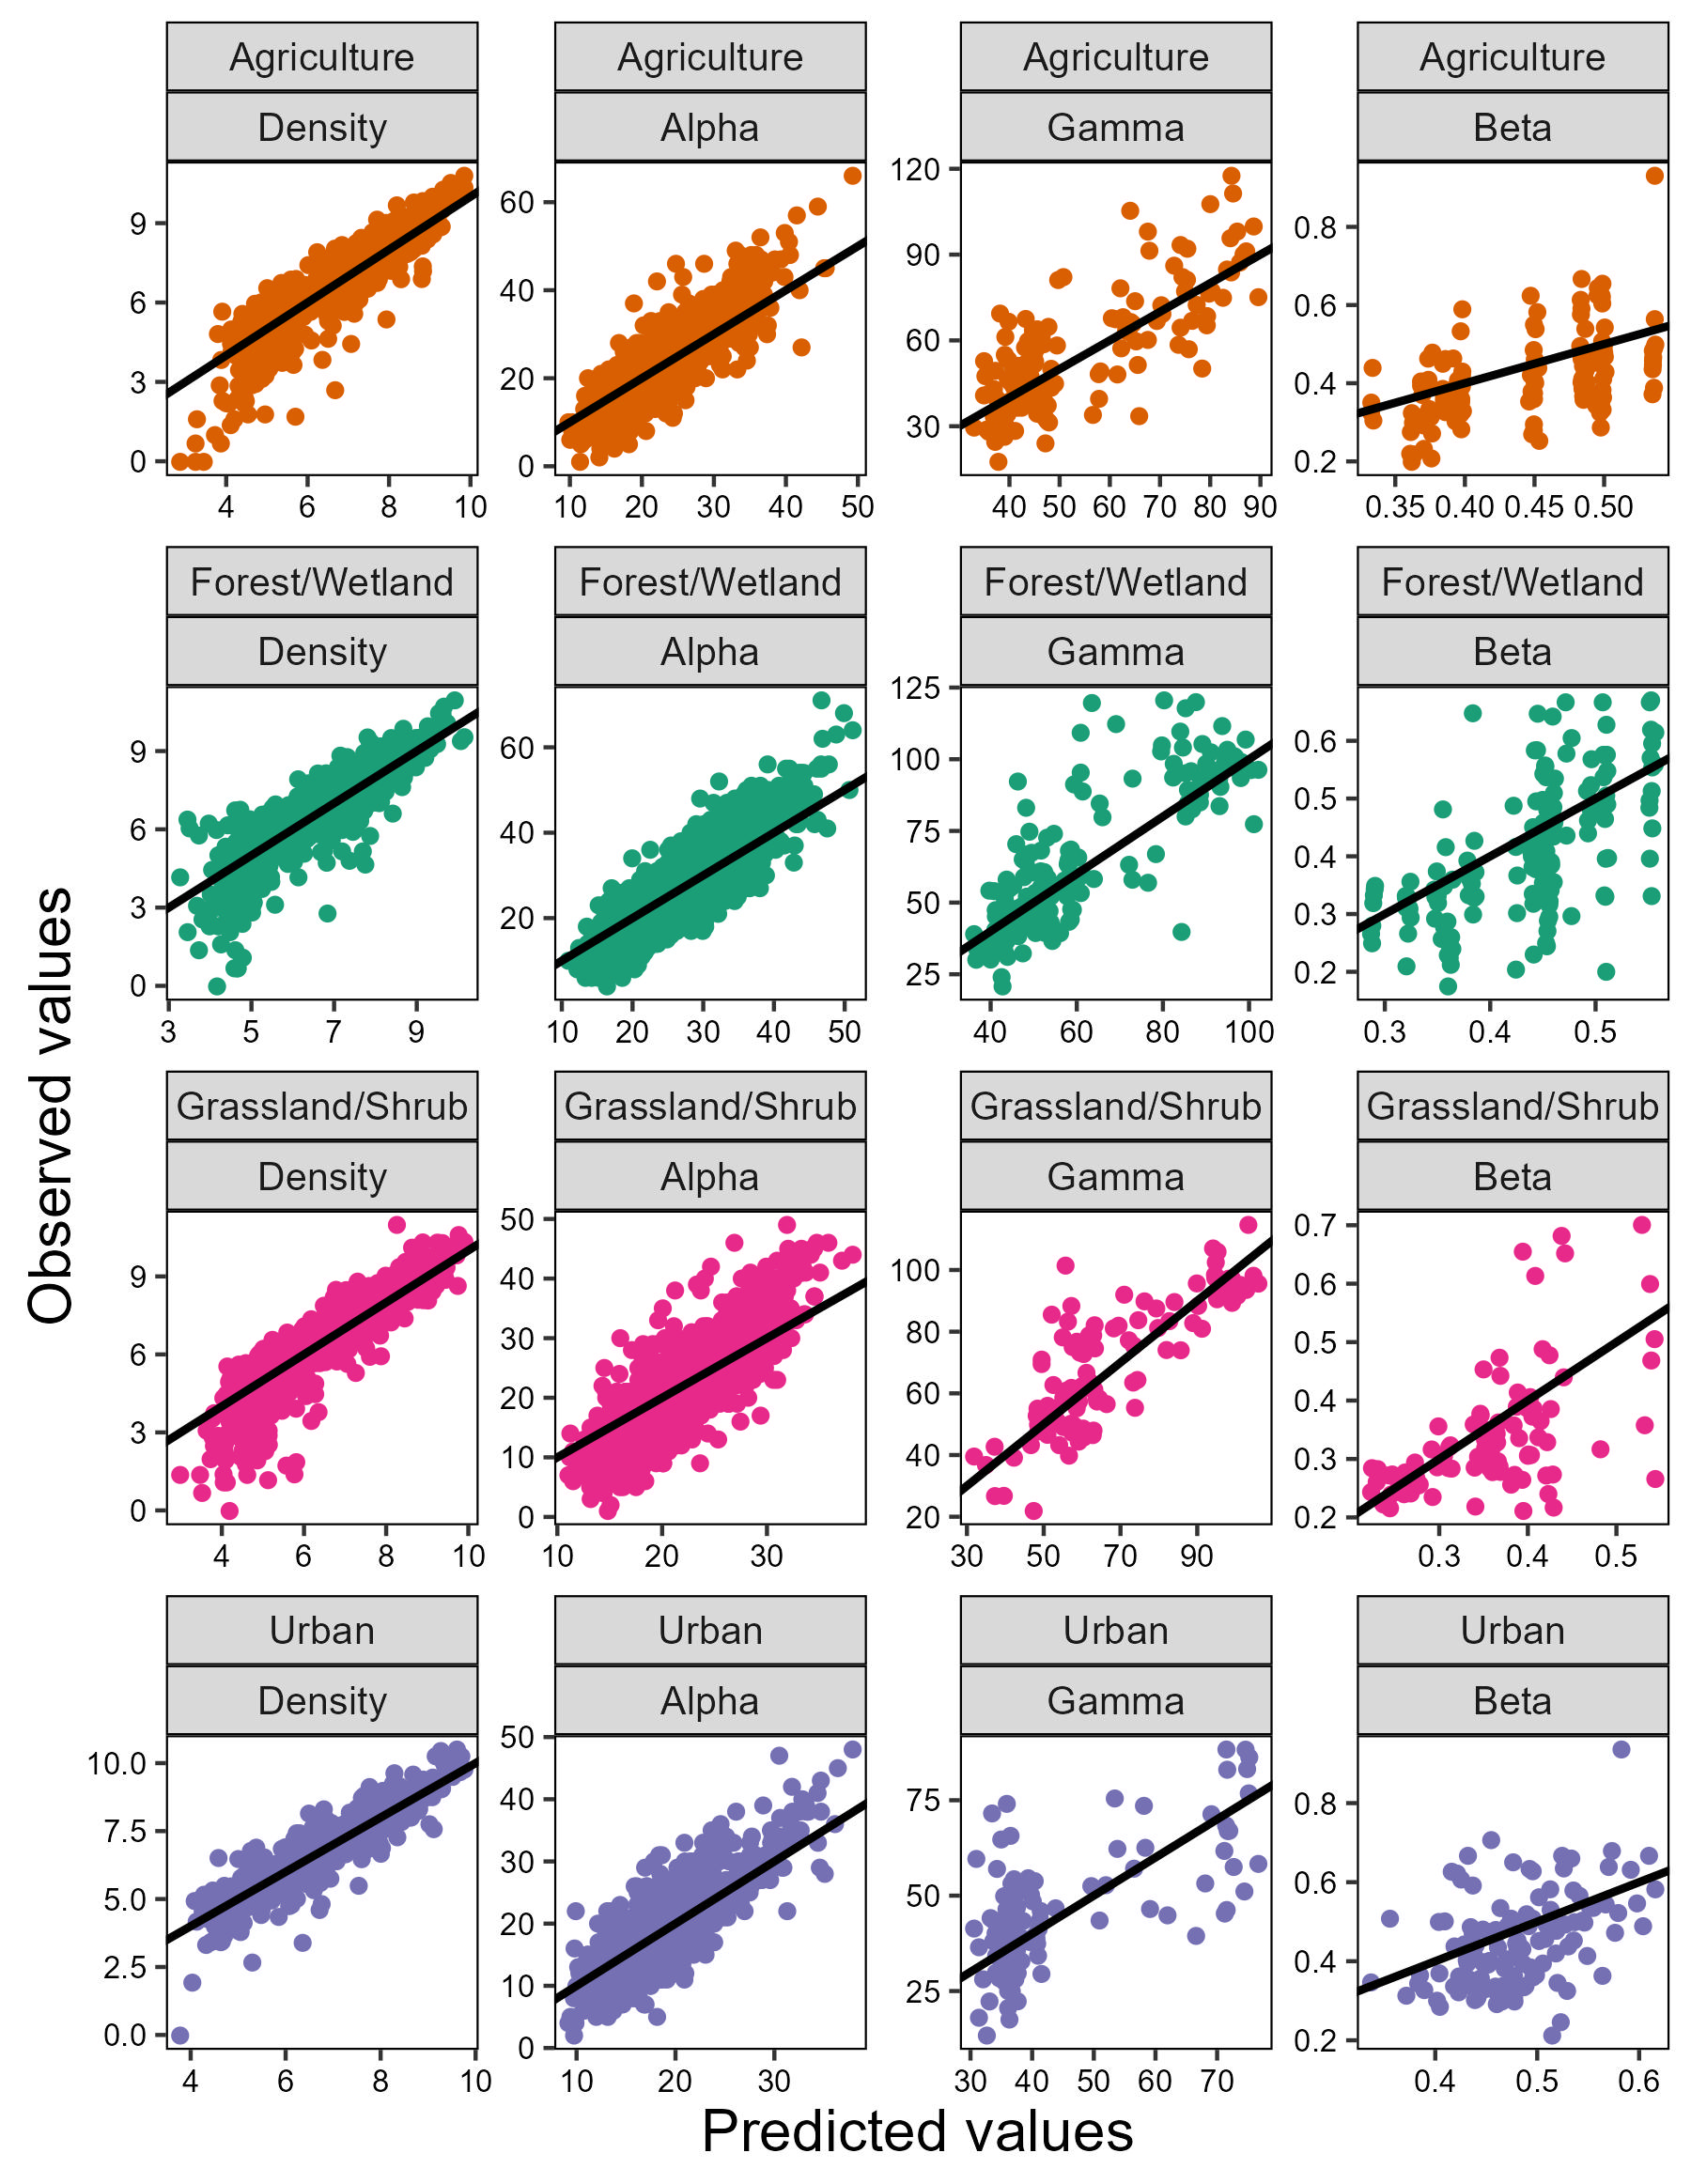 Agriculture Agriculture Agriculture Agriculture
Density Alpha Gamma Beta
9
6
3
0
4 6 8 10
60
40
20
0
10 20 30 40 50
120
90
60
30
40 50 60 70 80 90
0.8
0.6
0.4
0.2
0.35 0.40 0.45 0.50
Forest/Wetland Forest/Wetland Forest/Wetland Forest/Wetland
Density Alpha Gamma Beta
9
6
3
0
3 5 7 9
60
40
20
10 20 30 40 50
125
100
75
50
25
40 60 80 100
0.6
0.5
0.4
0.3
0.2
0.3 0.4 0.5
Grassland/Shrub Grassland/Shrub Grassland/Shrub Grassland/Shrub
Density Alpha Gamma Beta
9
6
3
0
4 6 8 10
50
40
30
20
10
0
10 20 30
100
80
60
40
20
30 50 70 90
0.7
0.6
0.5
0.4
0.3
0.2
0.3 0.4 0.5
Urban Urban Urban Urban
Density Alpha Gamma Beta
10.0
7.5
5.0
2.5
0.0
4 6 8 10
50
40
30
20
10
0
10 20 30
75
50
25
30 40 50 60 70
0.8
0.6
0.4
0.2
0.4 0.5 0.6
Observed values
Predicted values